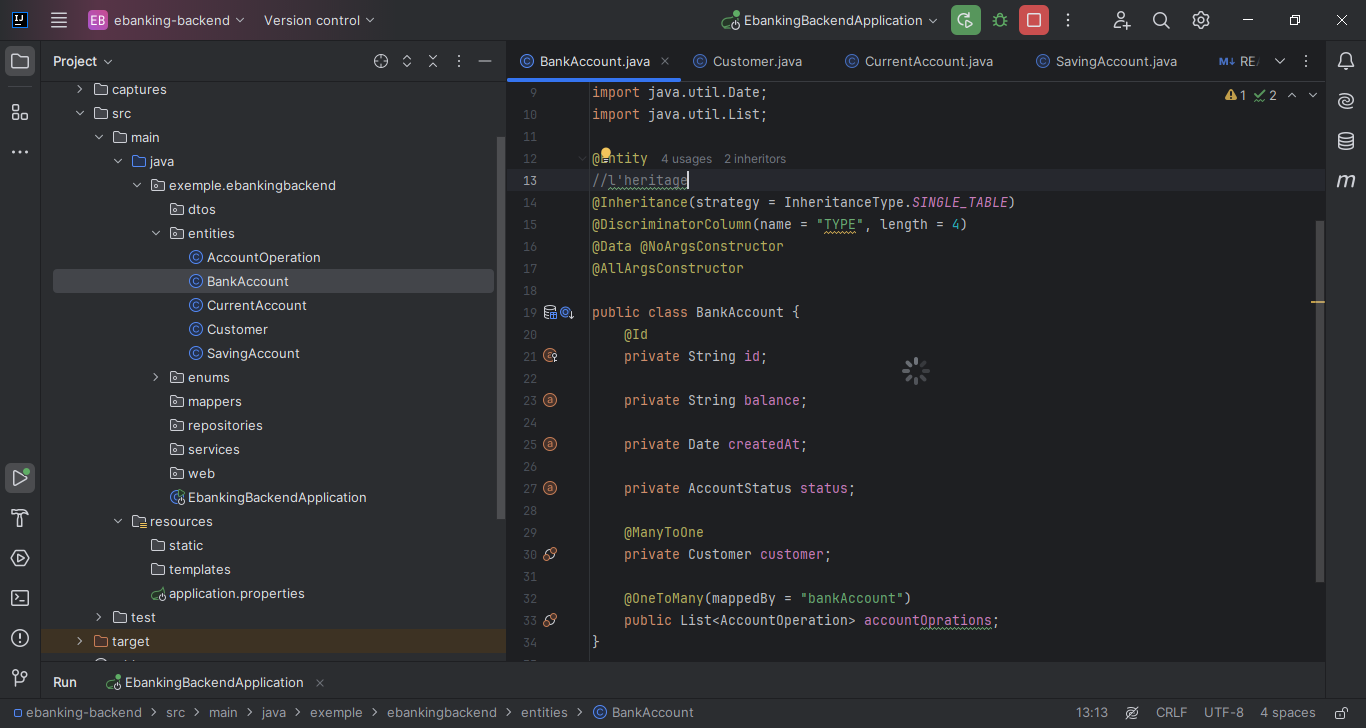 EB ebanking-backend Version control EbankingBackendApplication
Project
BankAccount.java Customer.java CurrentAccount.java SavingAccount.java M↓ REA
captures
src
main
java
exemple.ebankingbackend
dtos
entities
AccountOperation
BankAccount
CurrentAccount
Customer
SavingAccount
enums
mappers
repositories
services
web
EbankingBackendApplication
resources
static
templates
application.properties
test
target
1 2
9 import java.util.Date;
10 import java.util.List;
11
12 @Entity 4 usages 2 inheritors
13 //l'heritage
14 @Inheritance(strategy = InheritanceType.SINGLE_TABLE)
15 @DiscriminatorColumn(name = "TYPE", length = 4)
16 @Data @NoArgsConstructor
17 @AllArgsConstructor
18
19 public class BankAccount {
20 @Id
21 private String id;
22
23 private String balance;
24
25 private Date createdAt;
26
27 private AccountStatus status;
28
29 @ManyToOne
30 private Customer customer;
31
32 @OneToMany(mappedBy = "bankAccount")
33 public List<AccountOperation> accountOprations;
34 }
Run EbankingBackendApplication
ebanking-backend > src > main > java > exemple > ebankingbackend > entities > BankAccount 13:13 CRLF UTF-8 4 spaces